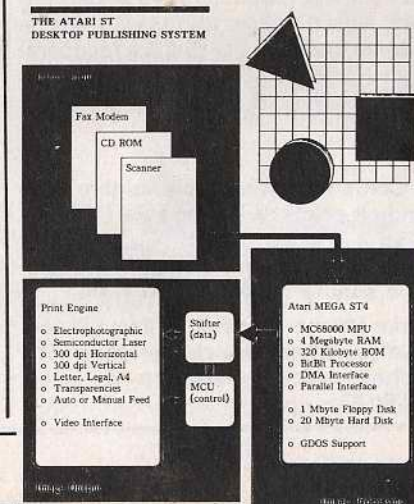 THE ATARI ST
DESKTOP PUBLISHING SYSTEM
Fax Modem
CD ROM
Scanner
Print Engine
o Electrophotographic
o Semiconductor Laser
o 300 dpi Horizontal
o 300 dpi Vertical
o Letter, Legal, A4
o Transparencies
o Auto or Manual Feed
o Video Interface
Shifter
(data)
MCU
(control)
Atari MEGA ST4
o MC68000 MPU
o 4 Megabyte RAM
o 320 Kilobyte ROM
o BitBlt Processor
o DMA Interface
o Parallel Interface
o 1 Mbyte Floppy Disk
o 20 Mbyte Hard Disk
o GDOS Support